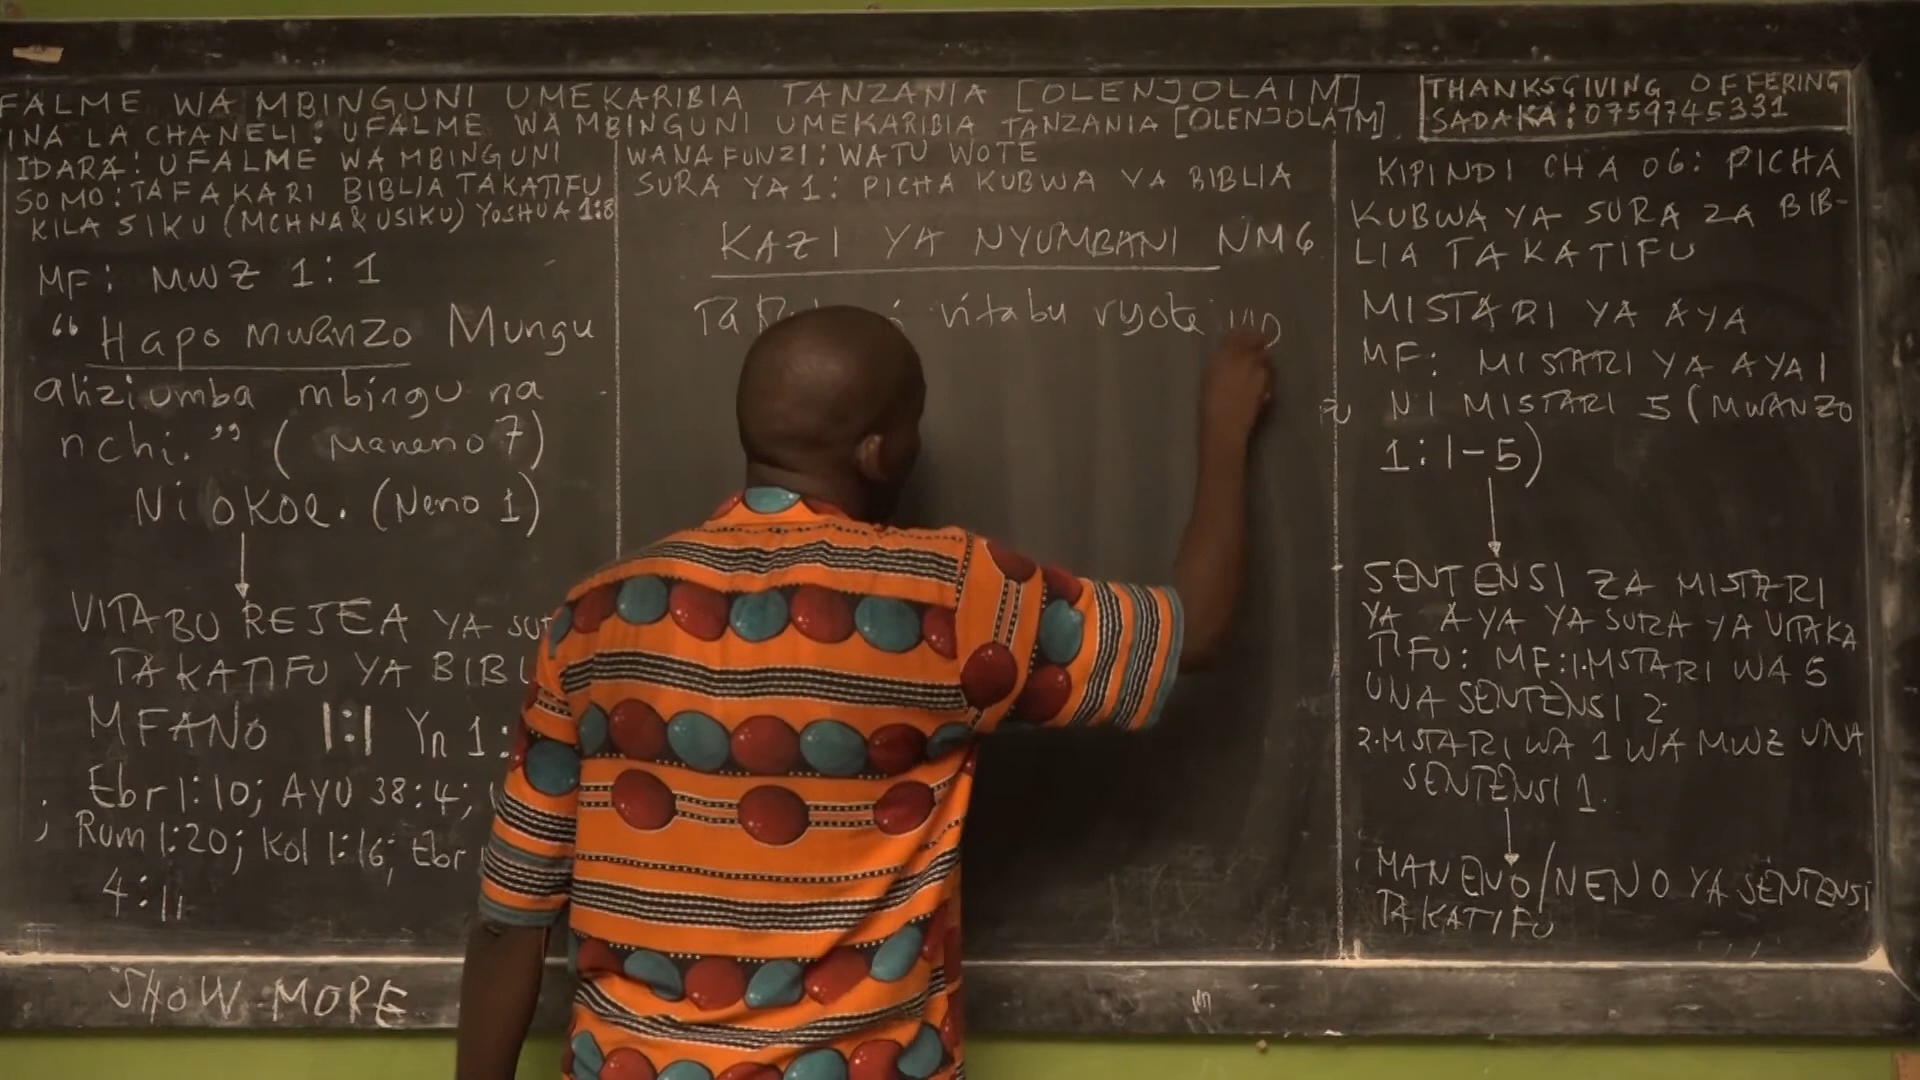 FALME WA MBINGUNI UMEKARIBIA TANZANIA [OLENJOLAIM]
INA LA CHANELI: UFALME WA MBINGUNI UMEKARIBIA TANZANIA [OLENJOLAIM]
THANKSGIVING OFFERING
SADAKA: 0759745331
IDARA: UFALME WA MBINGUNI
SOMO: TAFAKARI BIBLIA TAKATIFU
KILA SIKU (MCHNA & USIKU) YOSHUA 1:8
MF: MWZ 1:1
"Hapo mwanzo Mungu
aliziumba mbingu na
nchi." (Maneno 7)
Ni okoe. (Neno 1)
VITABU REJEA YA
TAKATIFU YA BIBL
MFANO 1:1 Yn 1:
Ebr 1:10; AYU 38:4;
; Rum 1:20; Kol 1:16; Ebr
4:11
SHOW MORE
WANAFUNZI: WATU WOTE
SURA YA 1: PICHA KUBWA YA BIBLIA
KAZI YA NYUMBANI NM6
vitabu vyote
KIPINDI CHA 06: PICHA
KUBWA YA SURA ZA BIB-
LIA TAKATIFU
MISTARI YA AYA
MF: MISTARI YA AYA 1
NI MISTARI 5 (MWANZO
1:1-5)
SENTENSI ZA MISTARI
YA AYA YA SURA YA UTAKA
TIFU: MF: 1. MSTARI WA 5
UNA SENTENSI 2
2. MSTARI WA 1 WA MWZ UNA
SENTENSI 1.
MANENO/NENO YA SENTENSI
TAKATIFU